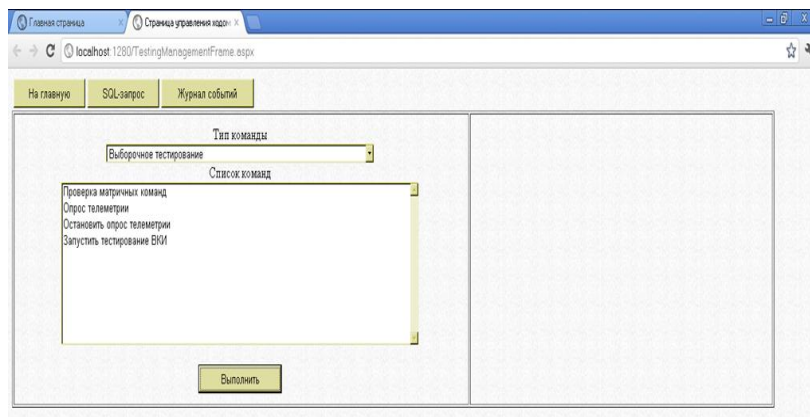 Главная страница
Страница управления ходом
localhost:1280/TestingManagementFrame.aspx
На главную SQL-запрос Журнал событий
Тип команды
Выборочное тестирование
Список команд
Проверка матричных команд
Опрос телеметрии
Остановить опрос телеметрии
Запустить тестирование ВКИ
Выполнить